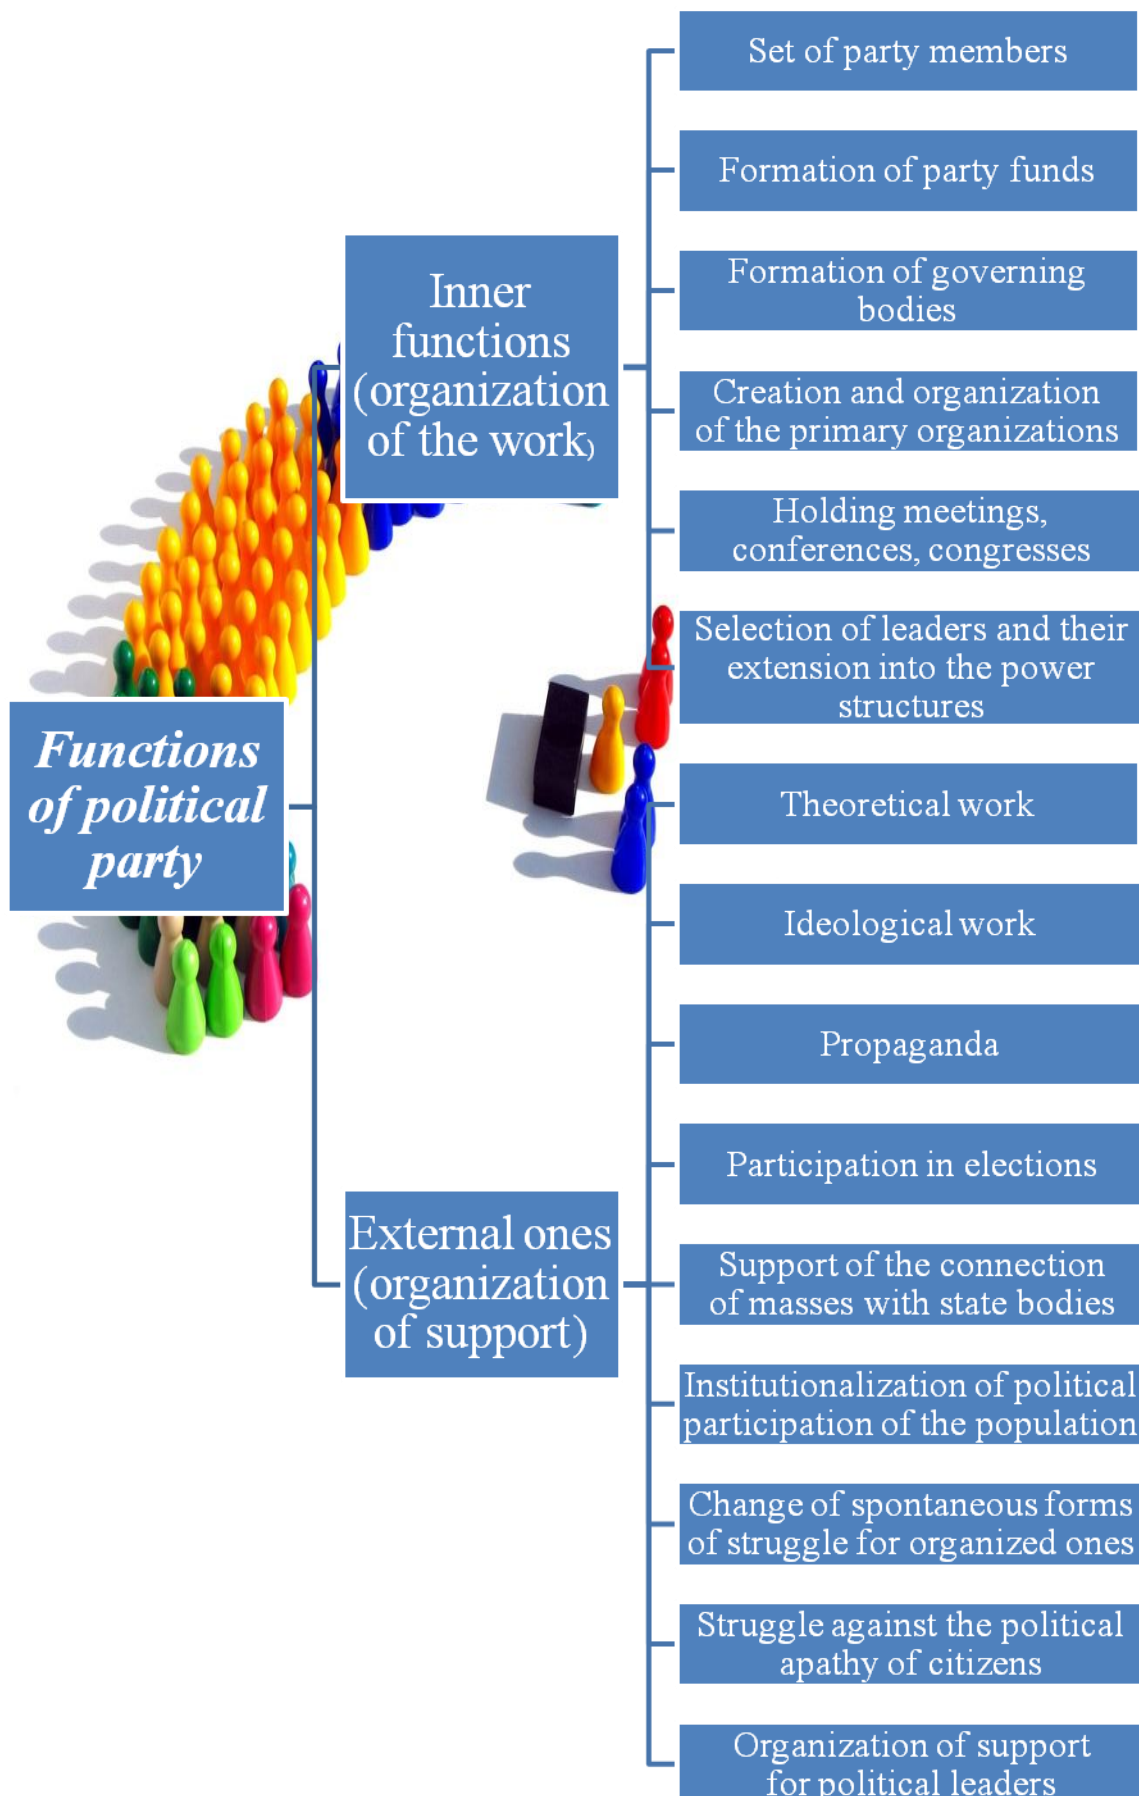 Functions
of political
party
Inner
functions
(organization
of the work)
Set of party members
Formation of party funds
Formation of governing
bodies
Creation and organization
of the primary organizations
Holding meetings,
conferences, congresses
Selection of leaders and their
extension into the power
structures
External ones
(organization
of support)
Theoretical work
Ideological work
Propaganda
Participation in elections
Support of the connection
of masses with state bodies
Institutionalization of political
participation of the population
Change of spontaneous forms
of struggle for organized ones
Struggle against the political
apathy of citizens
Organization of support
for political leaders